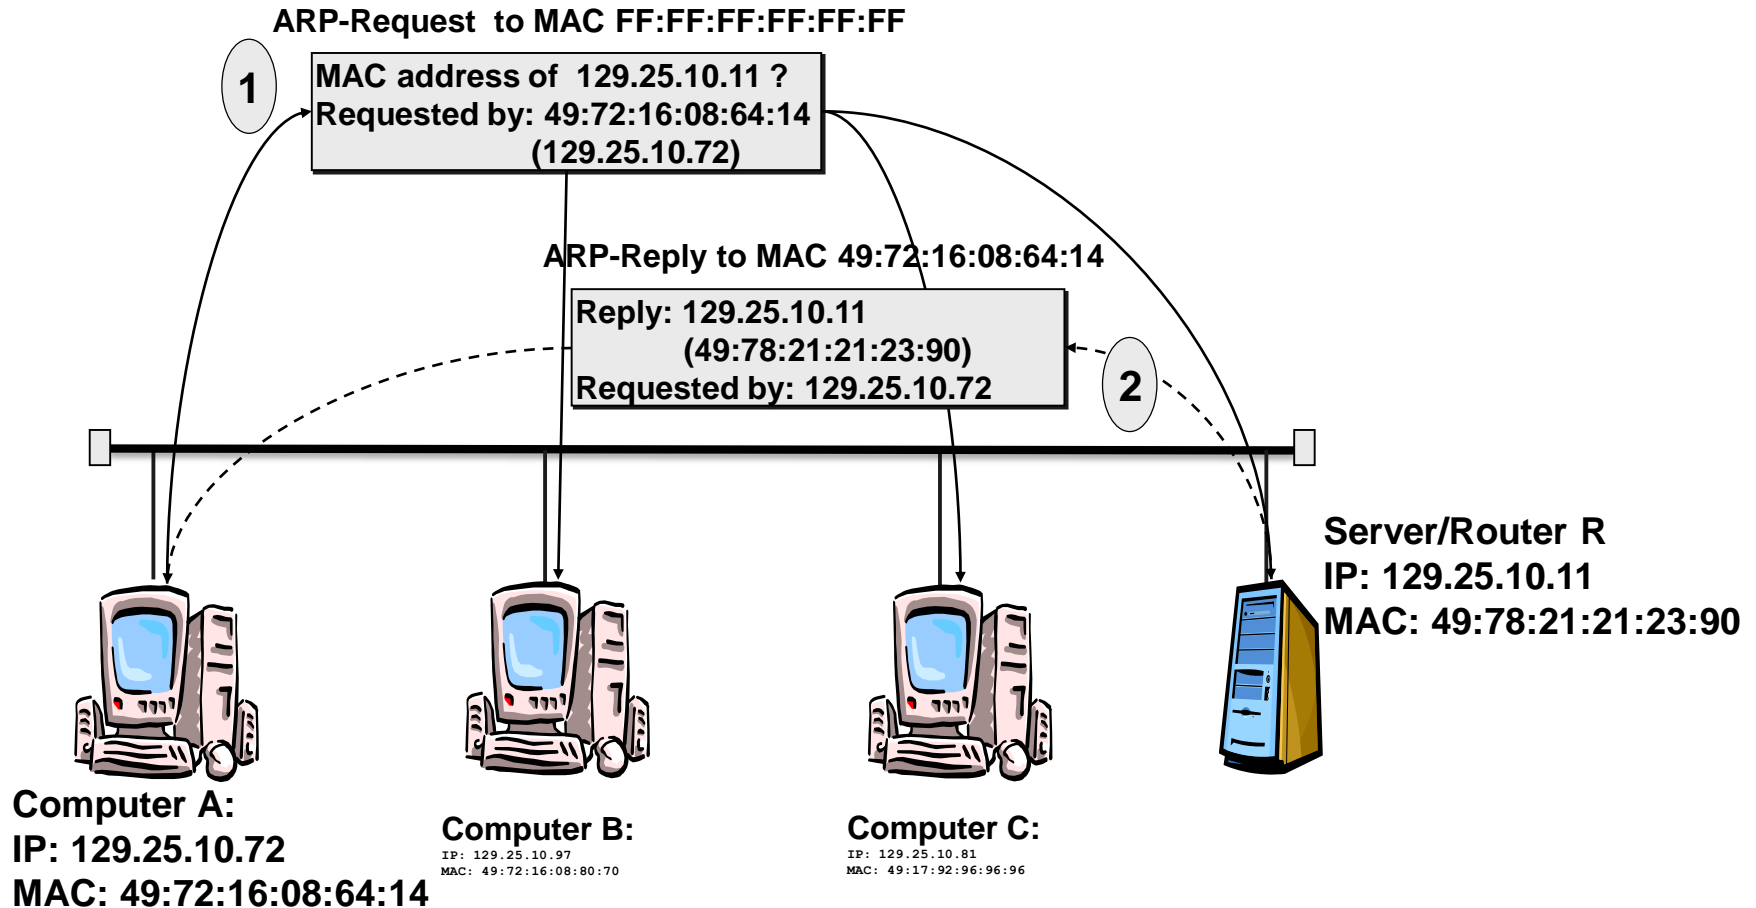 ARP-Request to MAC FF:FF:FF:FF:FF:FF
1
MAC address of 129.25.10.11 ?
Requested by: 49:72:16:08:64:14
(129.25.10.72)
ARP-Reply to MAC 49:72:16:08:64:14
Reply: 129.25.10.11
(49:78:21:21:23:90)
Requested by: 129.25.10.72
2
Server/Router R
IP: 129.25.10.11
MAC: 49:78:21:21:23:90
Computer A:
IP: 129.25.10.72
MAC: 49:72:16:08:64:14
Computer B:
IP: 129.25.10.97
MAC: 49:72:16:08:80:70
Computer C:
IP: 129.25.10.81
MAC: 49:17:92:96:96:96